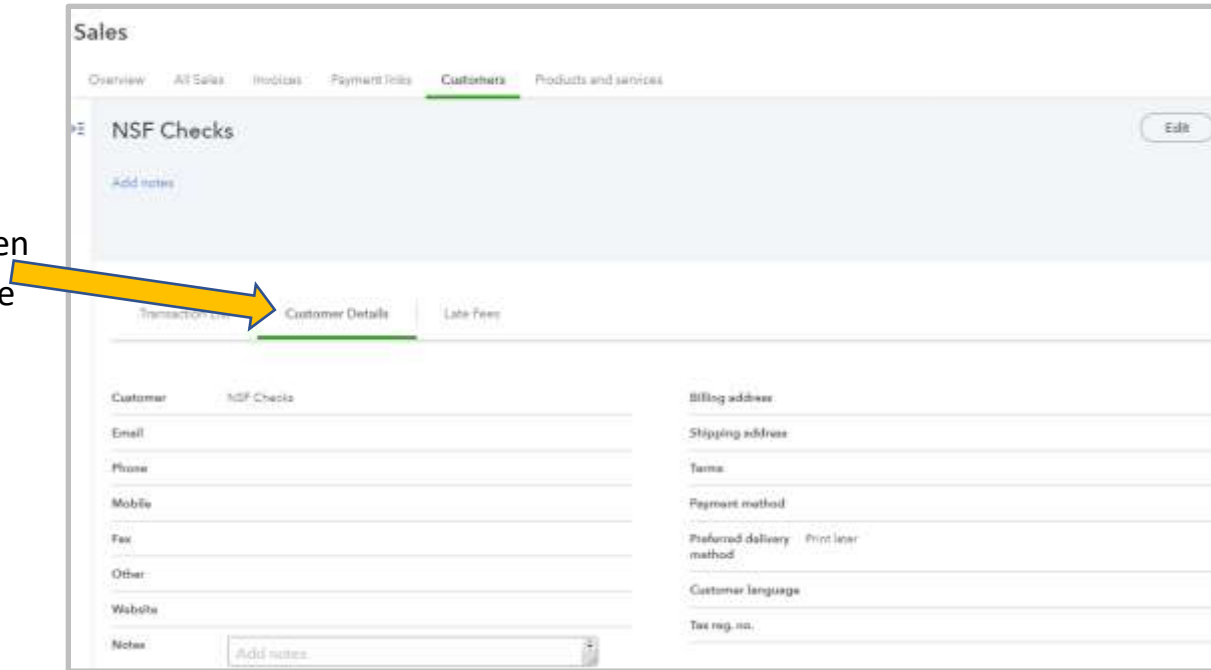 Sales
Overview All Sales Invoices Payment links Customers Products and services
NSF Checks
Edit
Add notes
en
e
Customer Details Late Fees
Customer NSF Checks
Email
Phone
Mobile
Fax
Other
Website
Notes Add notes
Billing address
Shipping address
Terms
Payment method
Preferred delivery Print later
method
Customer language
Tax reg. no.